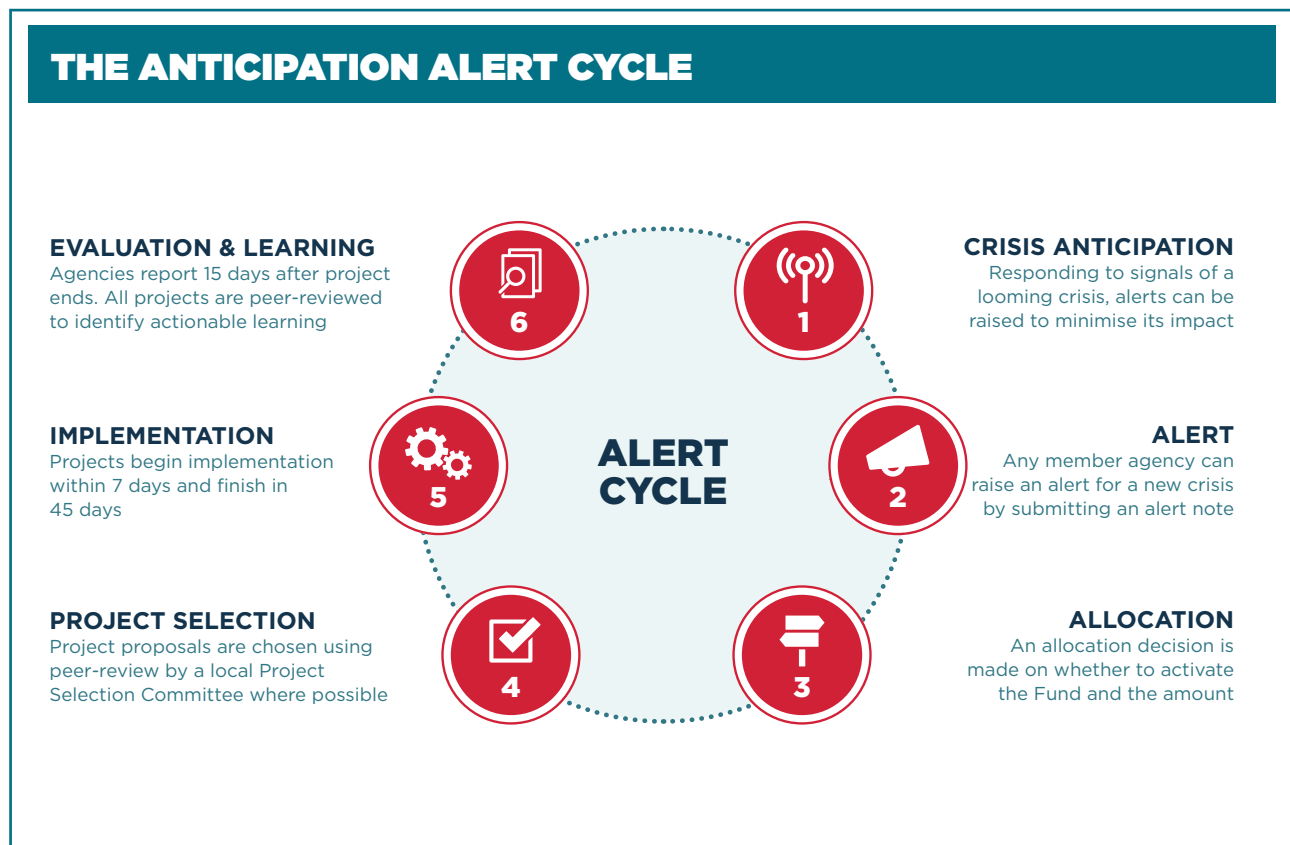 THE ANTICIPATION ALERT CYCLE
CRISIS ANTICIPATION
Responding to signals of a
looming crisis, alerts can be
raised to minimise its impact
1
ALERT
Any member agency can
raise an alert for a new crisis
by submitting an alert note
2
ALLOCATION
An allocation decision is
made on whether to activate
the Fund and the amount
3
PROJECT SELECTION
Project proposals are chosen using
peer-review by a local Project
Selection Committee where possible
4
IMPLEMENTATION
Projects begin implementation
within 7 days and finish in
45 days
5
EVALUATION & LEARNING
Agencies report 15 days after project
ends. All projects are peer-reviewed
to identify actionable learning
6
ALERT
CYCLE